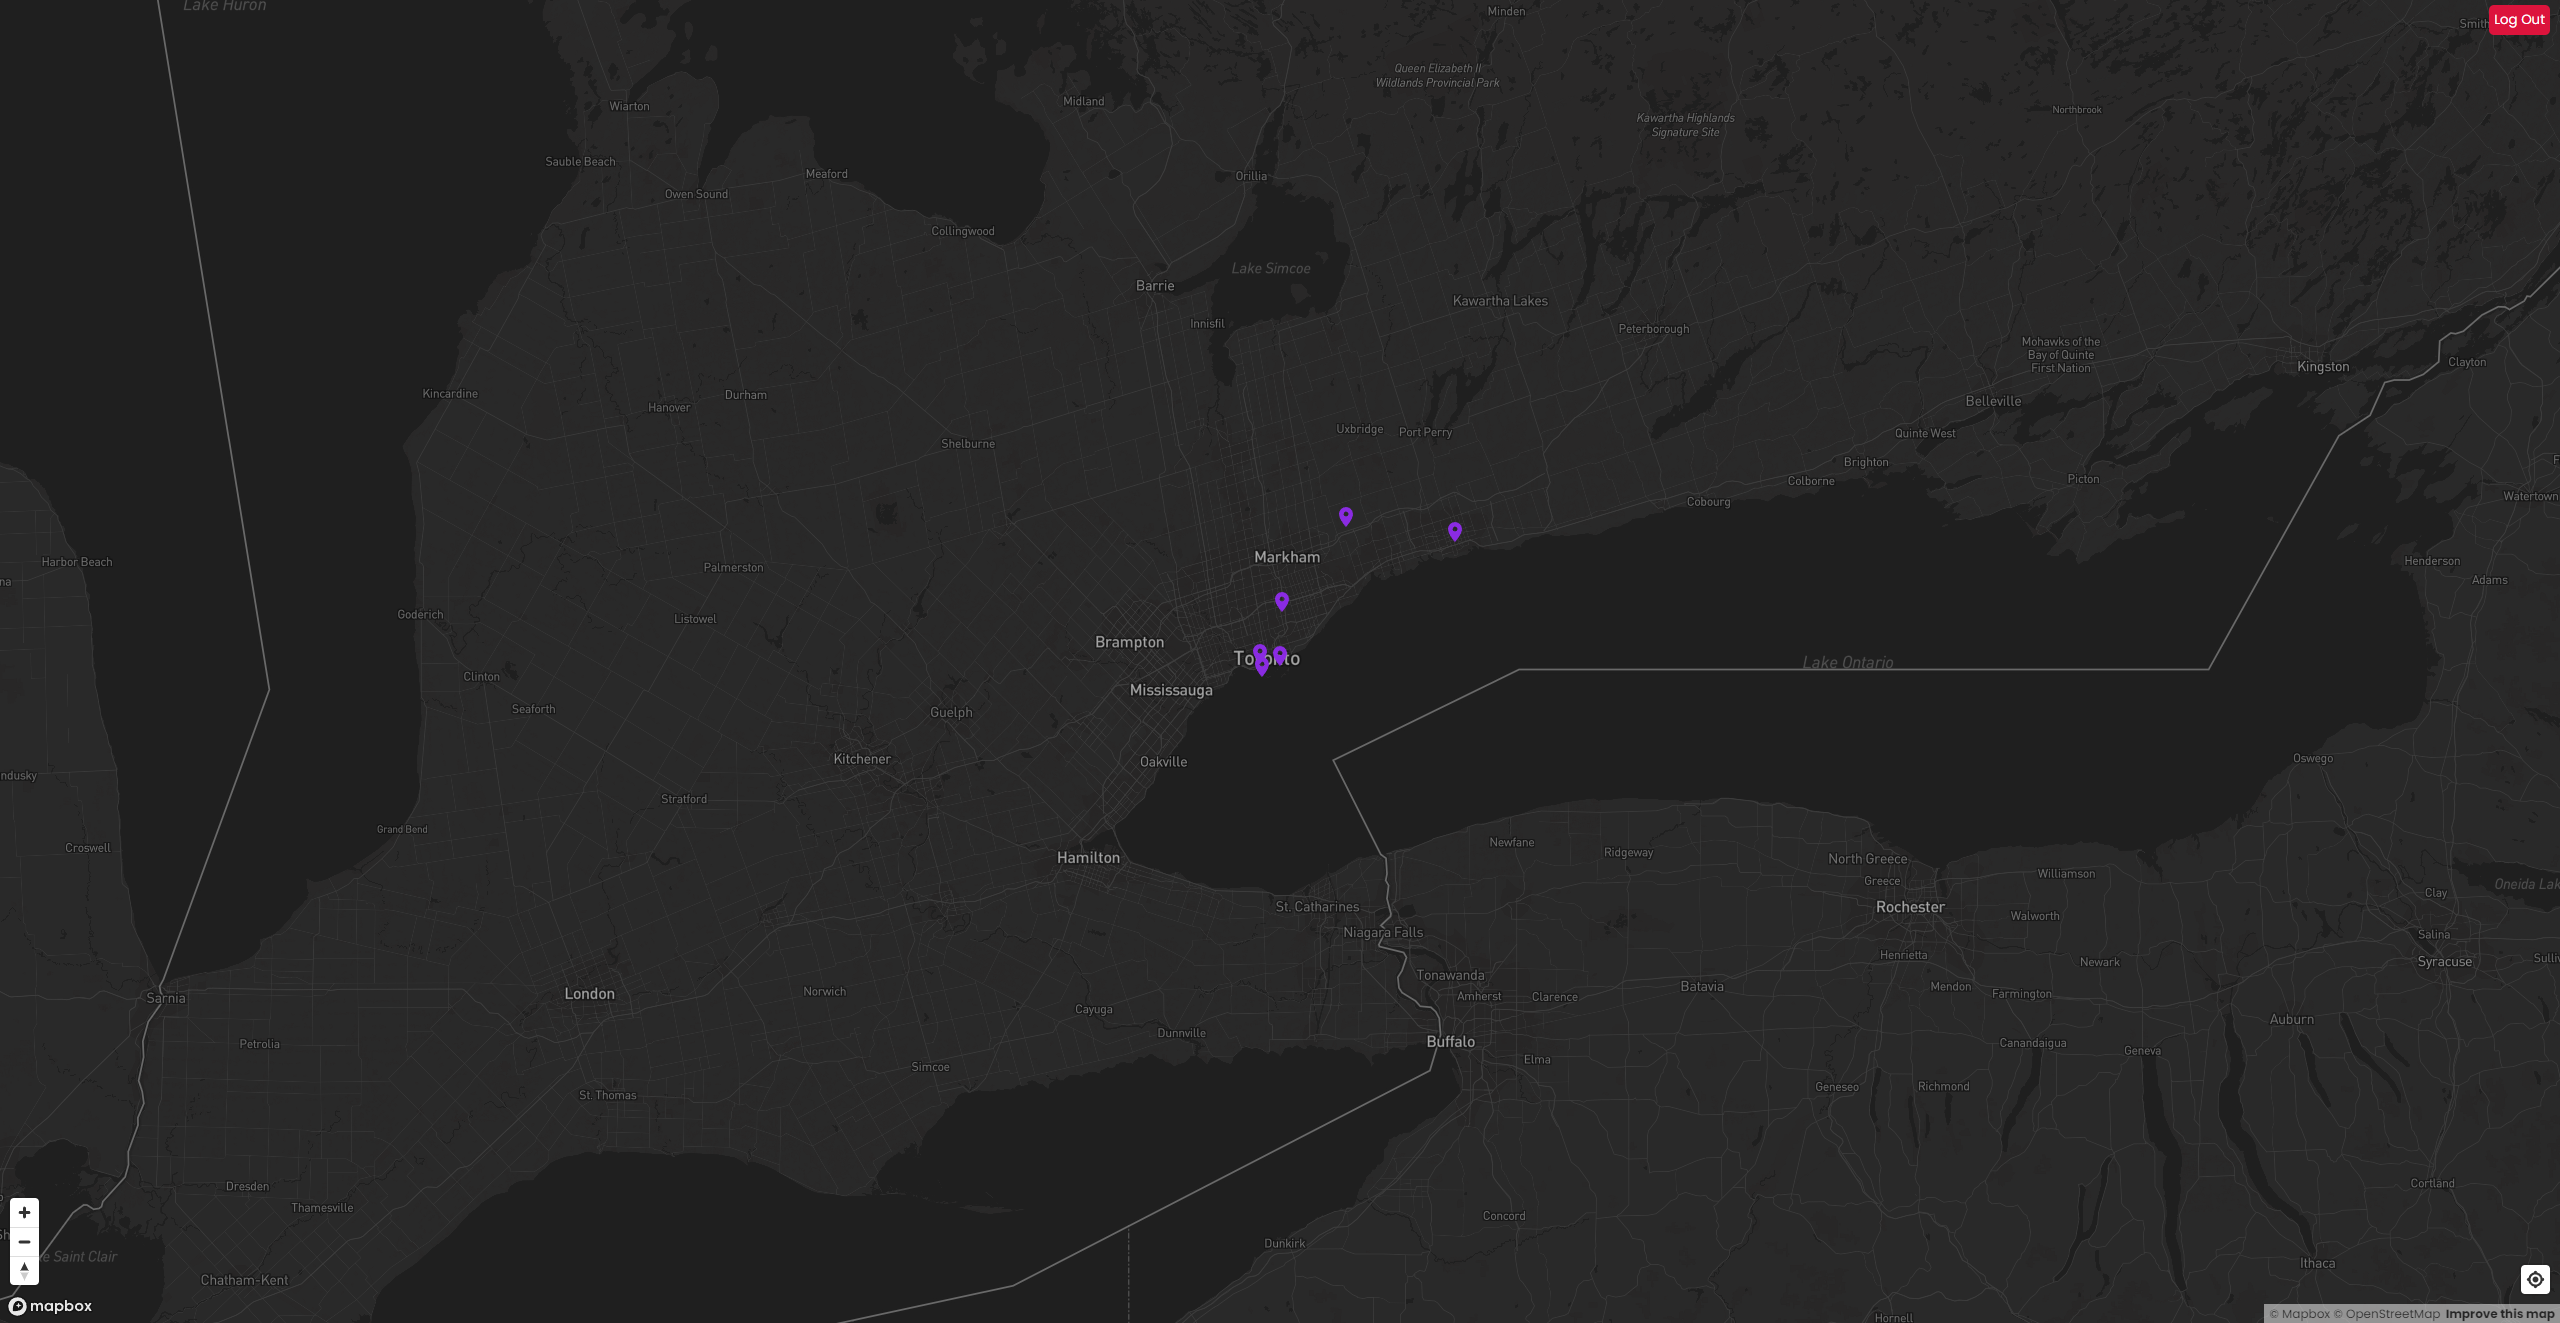 Lake Huron
Minden
Log Out
Queen Elizabeth II
Wildlands Provincial Park
Wiarton
Midland
Kawartha Highlands
Signature Site
Northbrook
Sauble Beach
Owen Sound
Meaford
Orillia
Collingwood
Lake Simcoe
Barrie
Innisfil
Kawartha Lakes
Peterborough
Mohawks of the
Bay of Quinte
First Nation
Kingston
Clayton
Kincardine
Hanover
Durham
Shelburne
Uxbridge
Port Perry
Belleville
Quinte West
Brighton
Colborne
Cobourg
Picton
Watertown
Harbor Beach
Palmerston
Markham
Henderson
Adams
Goderich
Listowel
Brampton
Toronto
Lake Ontario
Clinton
Mississauga
Seaforth
Guelph
Kitchener
Oakville
Oswego
ndusky
Stratford
Grand Bend
Croswell
Hamilton
Newfane
Ridgeway
North Greece
Greece
Williamson
Oneida Lak
Clay
St. Catharines
Rochester
Walworth
Niagara Falls
Salina
Henrietta
Newark
Syracuse
Tonawanda
Batavia
Mendon
Farmington
Amherst
Clarence
Sarnia
London
Norwich
Cayuga
Auburn
Dunnville
Petrolia
Buffalo
Elma
Canandaigua
Geneva
Simcoe
Geneseo
Richmond
St. Thomas
Dresden
Thamesville
Cortland
Concord
Dunkirk
e Saint Clair
Ithaca
Chatham-Kent
mapbox
Hornell
© Mapbox © OpenStreetMap Improve this map